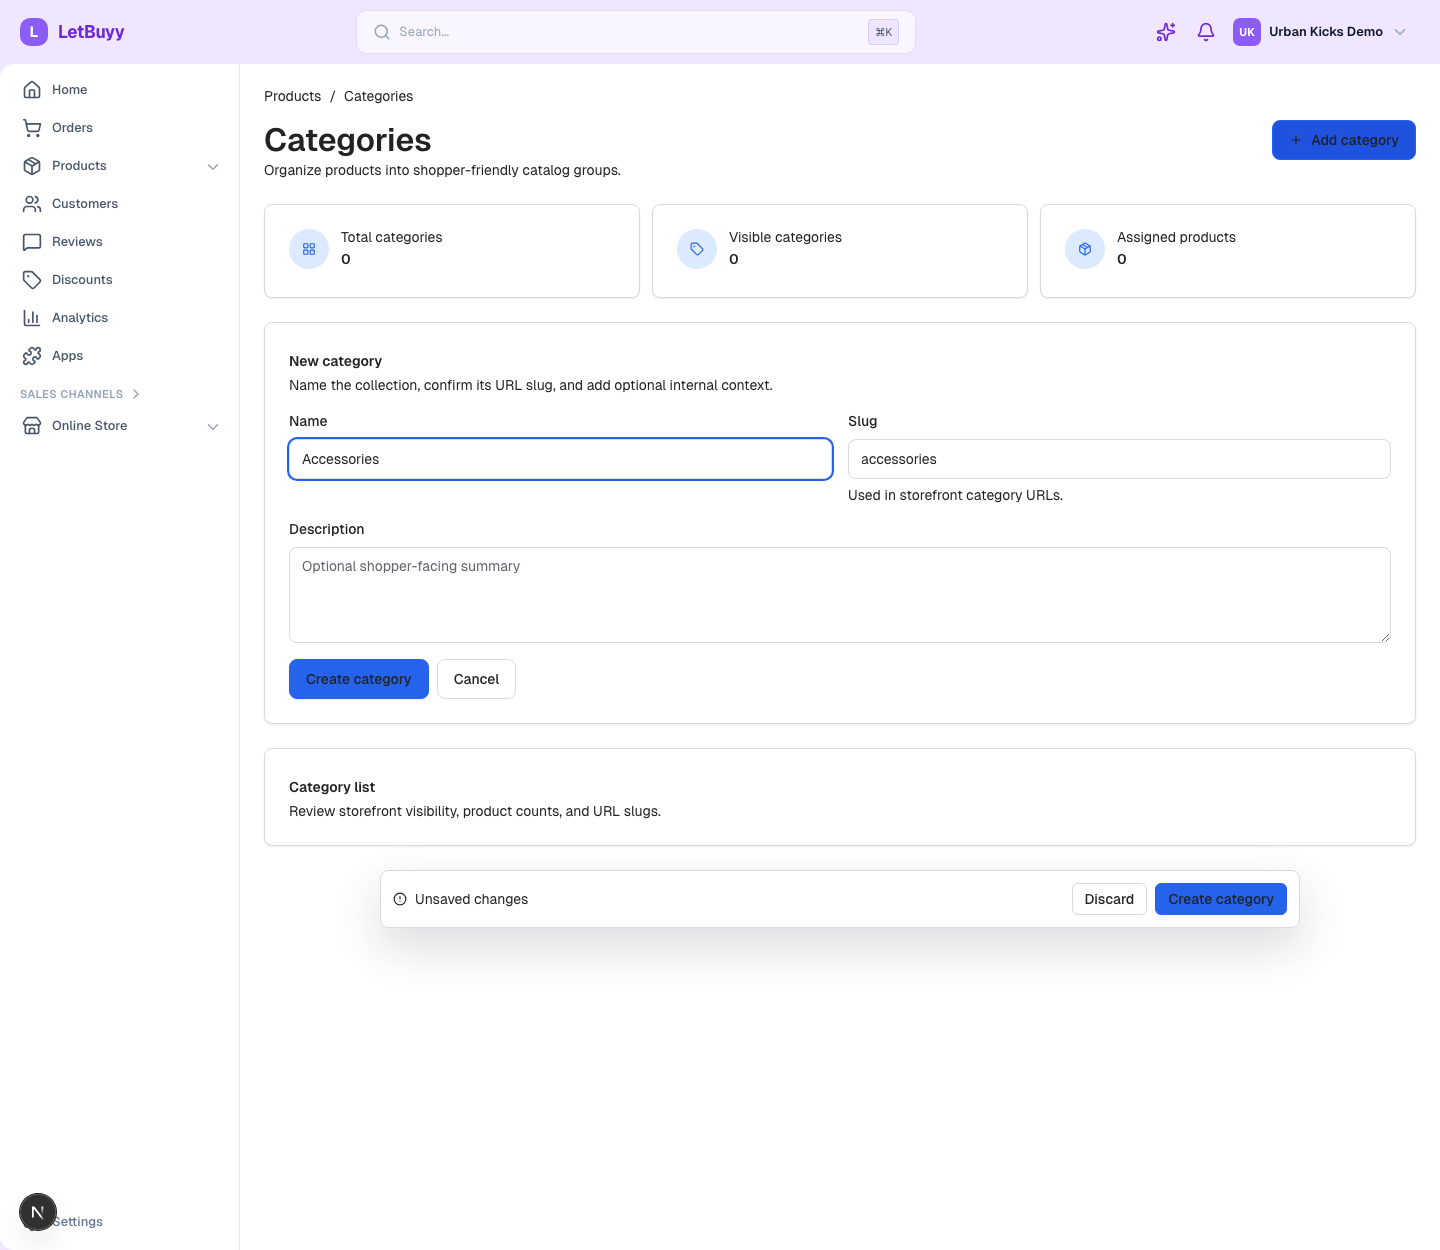 L LetBuyy
Search...
⌘K
UK Urban Kicks Demo
Home
Orders
Products
Customers
Reviews
Discounts
Analytics
Apps
SALES CHANNELS
Online Store
N
Settings
Products / Categories
Categories
Organize products into shopper-friendly catalog groups.
+ Add category
Total categories
0
Visible categories
0
Assigned products
0
New category
Name the collection, confirm its URL slug, and add optional internal context.
Name
Accessories
Slug
accessories
Used in storefront category URLs.
Description
Optional shopper-facing summary
Create category
Cancel
Category list
Review storefront visibility, product counts, and URL slugs.
Unsaved changes
Discard
Create category